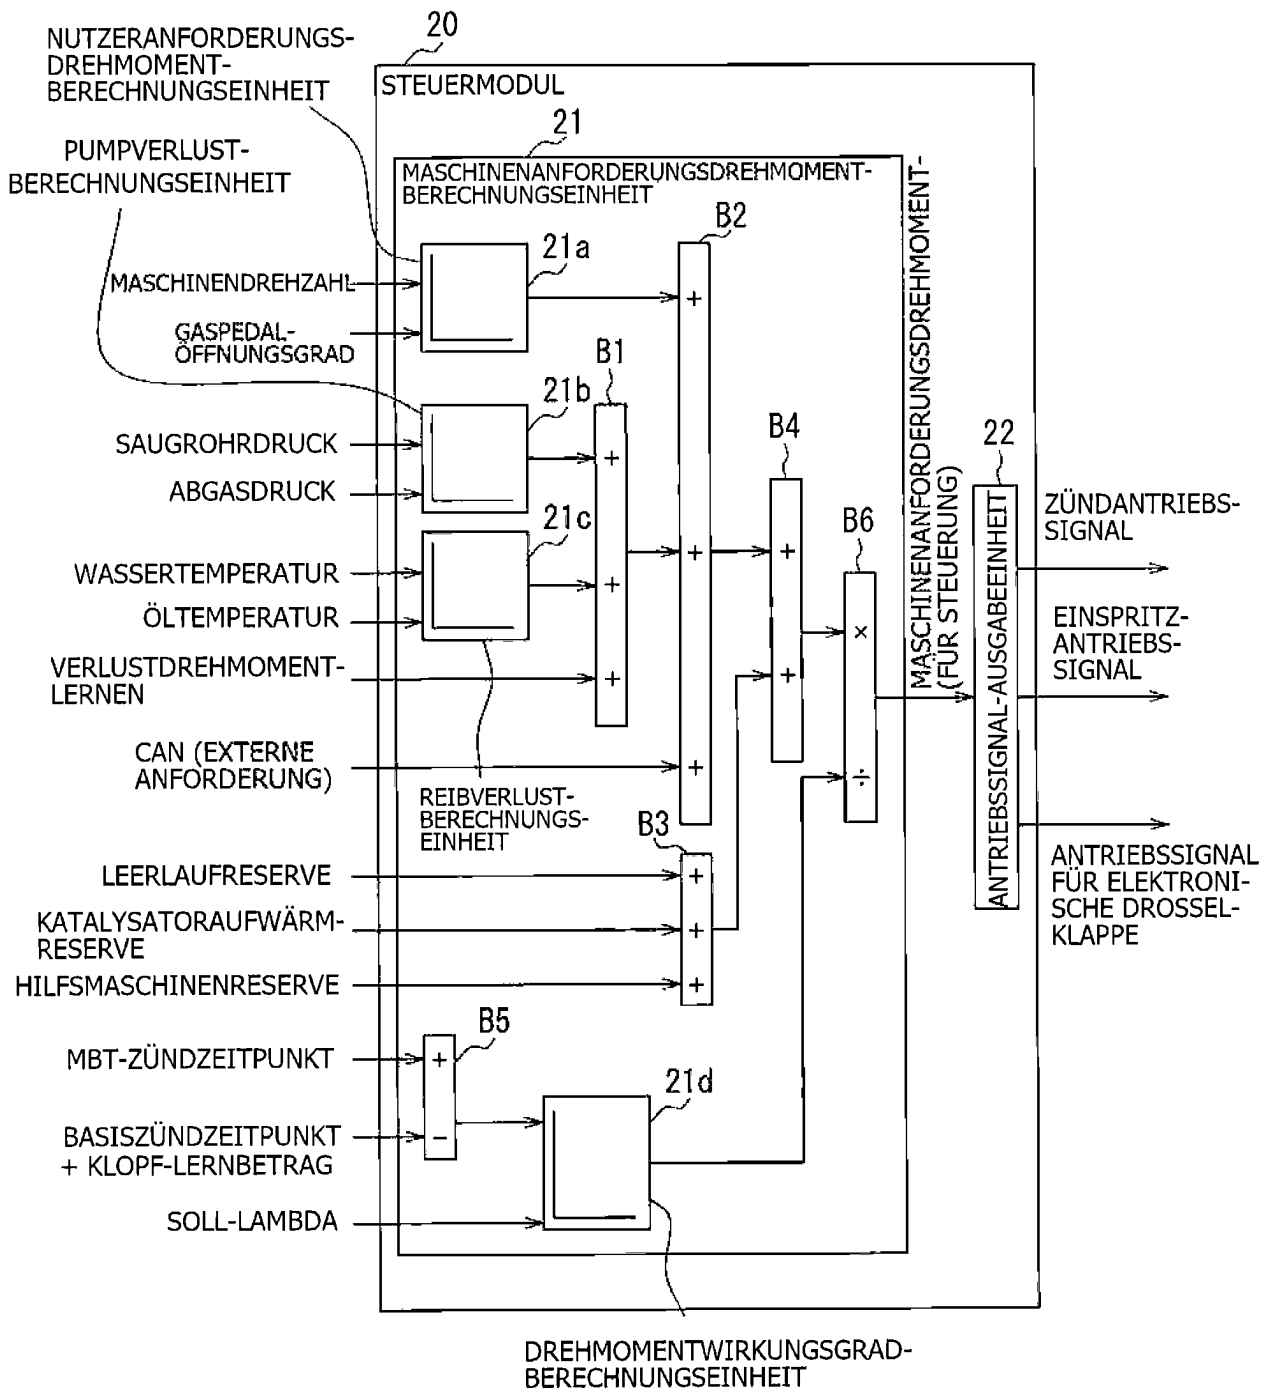 20
NUTZERANFORDERUNGS-
DREHMOMENT-
BERECHNUNGSEINHEIT
STEUERMODUL
21
PUMPVERLUST-
BERECHNUNGSEINHEIT
MASCHINENANFORDERUNGSDREHMOMENT-
BERECHNUNGSEINHEIT
MASCHINENANFORDERUNGSDREHMOMENT-
(FÜR STEUERUNG)
B2
21a
MASCHINENDREHZAHL
+
GASPEDAL-
ÖFFNUNGSGRAD
B1
21b
B4
SAUGROHRDRUCK
+
22
ABGASDRUCK
ZÜNDANTRIEBS-
SIGNAL
21c
B6
+
+
WASSERTEMPERATUR
+
ÖLTEMPERATUR
EINSPRITZ-
ANTRIEBS-
SIGNAL
×
VERLUSTDREHMOMENT-
LERNEN
+
+
ANTRIEBSSIGNAL-AUSGABEEINHEIT
CAN (EXTERNE
ANFORDERUNG)
+
÷
REIBVERLUST-
BERECHNUNGS-
EINHEIT
B3
ANTRIEBSSIGNAL
FÜR ELEKTRONI-
SCHE DROSSEL-
KLAPPE
LEERLAUFRESERVE
+
KATALYSATORAUFWÄRM-
RESERVE
+
HILFSMASCHINENRESERVE
+
B5
MBT-ZÜNDZEITPUNKT
+
21d
BASISZÜNDZEITPUNKT
+ KLOPF-LERNBETRAG
−
SOLL-LAMBDA
DREHMOMENTWIRKUNGSGRAD-
BERECHNUNGSEINHEIT